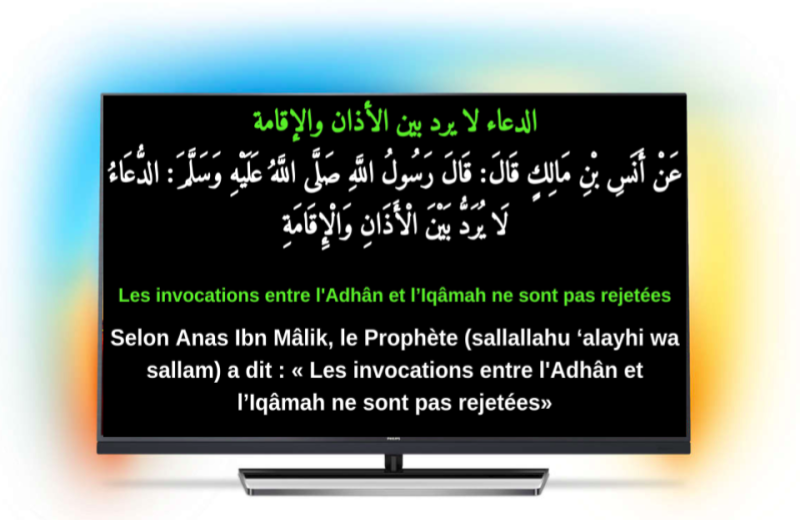 الدعاء لا يرد بين الأذان والإقامة
عَنْ أَنَسِ بْنِ مَالِكٍ قَالَ: قَالَ رَسُولُ اللَّهِ صَلَّى اللَّهُ عَلَيْهِ وَسَلَّمَ: الدُّعَاءُ
لَا يُرَدُّ بَيْنَ الْأَذَانِ وَالْإِقَامَةِ
Les invocations entre l'Adhân et l’Iqâmah ne sont pas rejetées
Selon Anas Ibn Mâlik, le Prophète (sallallahu ‘alayhi wa
sallam) a dit : « Les invocations entre l'Adhân et
l’Iqâmah ne sont pas rejetées»
PHILIPS